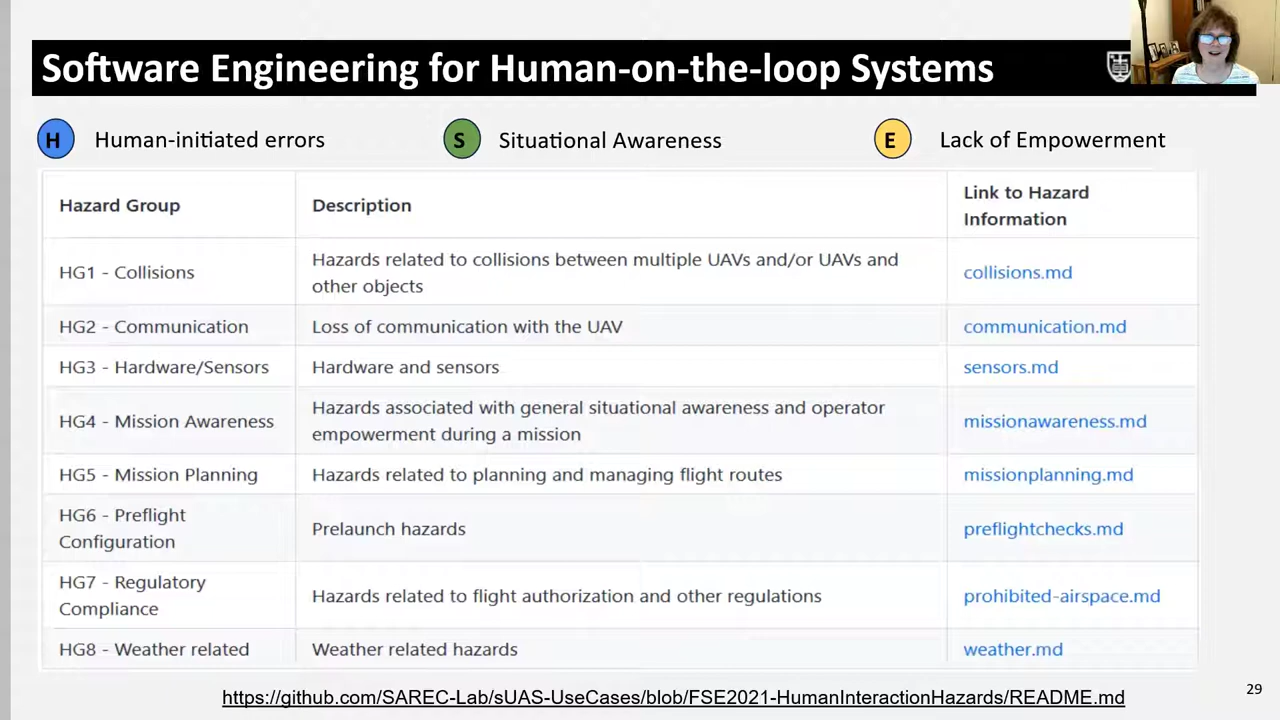 Software Engineering for Human-on-the-loop Systems
H Human-initiated errors S Situational Awareness E Lack of Empowerment
Hazard Group Description Link to Hazard
Information
HG1 - Collisions Hazards related to collisions between multiple UAVs and/or UAVs and
other objects collisions.md
HG2 - Communication Loss of communication with the UAV communication.md
HG3 - Hardware/Sensors Hardware and sensors sensors.md
HG4 - Mission Awareness Hazards associated with general situational awareness and operator
empowerment during a mission missionawareness.md
HG5 - Mission Planning Hazards related to planning and managing flight routes missionplanning.md
HG6 - Preflight
Configuration Prelaunch hazards preflightchecks.md
HG7 - Regulatory
Compliance Hazards related to flight authorization and other regulations prohibited-airspace.md
HG8 - Weather related Weather related hazards weather.md
https://github.com/SAREC-Lab/sUAS-UseCases/blob/FSE2021-HumanInteractionHazards/README.md
29